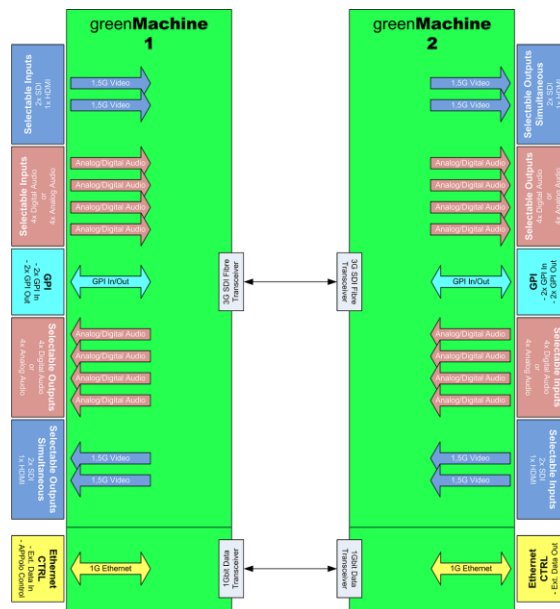 greenMachine
1
Selectable Inputs
2x SDI
1x HDMI
1,5G Video
1,5G Video
Selectable Inputs
4x Digital Audio
or
4x Analog Audio
Analog/Digital Audio
Analog/Digital Audio
Analog/Digital Audio
Analog/Digital Audio
GPI
- 2x GPI In
- 2x GPI Out
GPI In/Out
3G SDI Fibre
Transceiver
Selectable Outputs
4x Digital Audio
or
4x Analog Audio
Analog/Digital Audio
Analog/Digital Audio
Analog/Digital Audio
Analog/Digital Audio
Selectable Outputs
Simultaneous
2x SDI
1x HDMI
1,5G Video
1,5G Video
Ethernet
CTRL
- Ext. Data In
- APPolo Control
1G Ethernet
1Gbit Data
Transceiver
greenMachine
2
1,5G Video
1,5G Video
Selectable Outputs
Simultaneous
2x SDI
1x HDMI
Analog/Digital Audio
Analog/Digital Audio
Analog/Digital Audio
Analog/Digital Audio
Selectable Outputs
4x Digital Audio
or
4x Analog Audio
3G SDI Fibre
Transceiver
GPI In/Out
GPI
- 2x GPI In
- 2x GPI Out
Analog/Digital Audio
Analog/Digital Audio
Analog/Digital Audio
Analog/Digital Audio
Selectable Inputs
4x Digital Audio
or
4x Analog Audio
1,5G Video
1,5G Video
Selectable Inputs
2x SDI
1x HDMI
1Gbit Data
Transceiver
1G Ethernet
Ethernet
CTRL
- Ext. Data Out